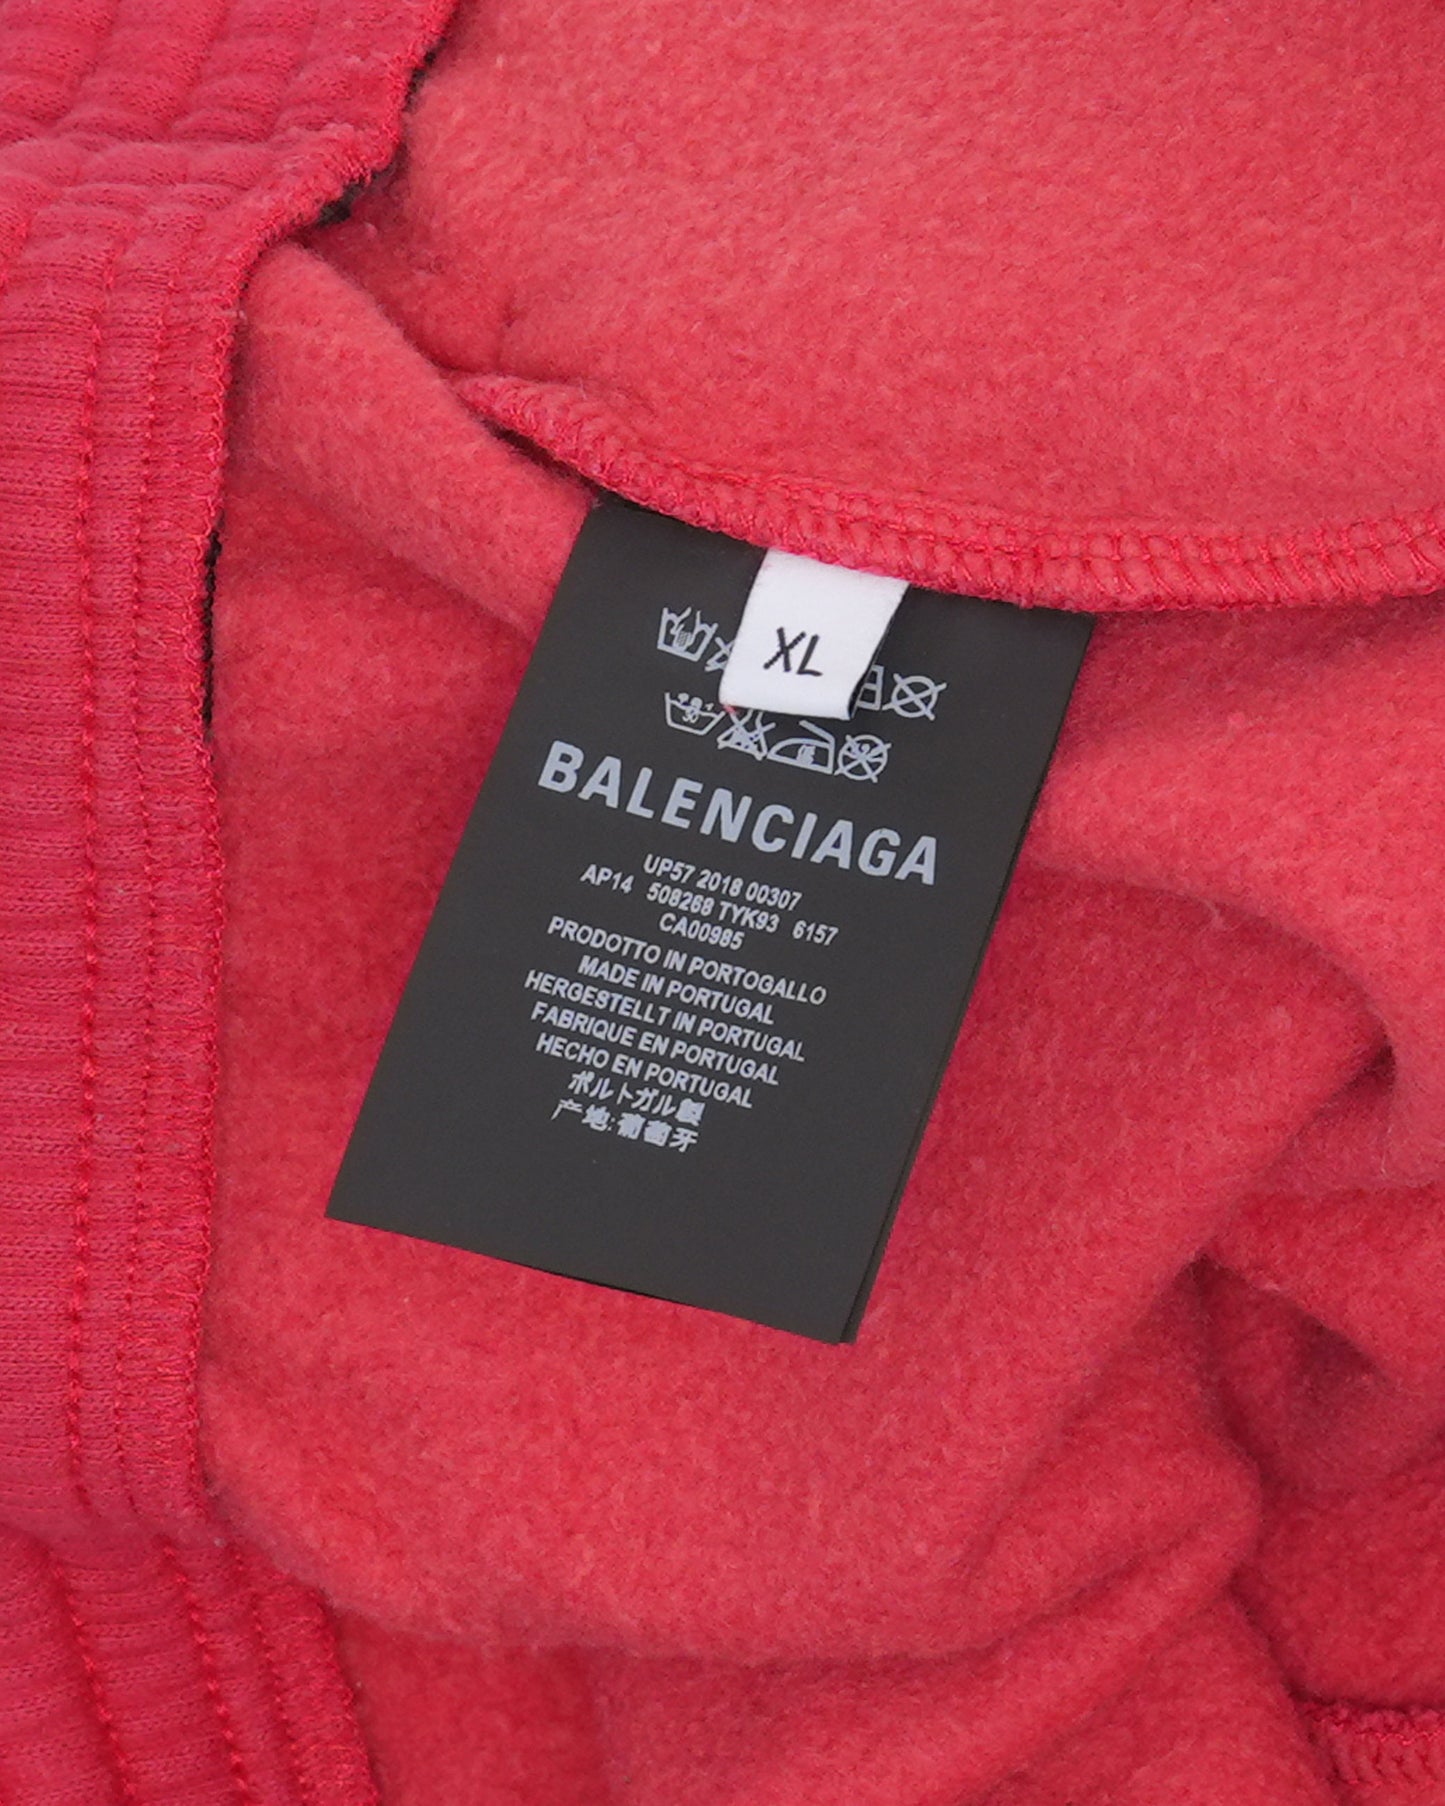 XL
30
BALENCIAGA
UP57 2018 00307
AP14 508268 TYK93 6157
CA00985
PRODOTTO IN PORTOGALLO
MADE IN PORTUGAL
HERGESTELLT IN PORTUGAL
FABRIQUE EN PORTUGAL
HECHO EN PORTUGAL
ポルトガル製
产地:葡萄牙